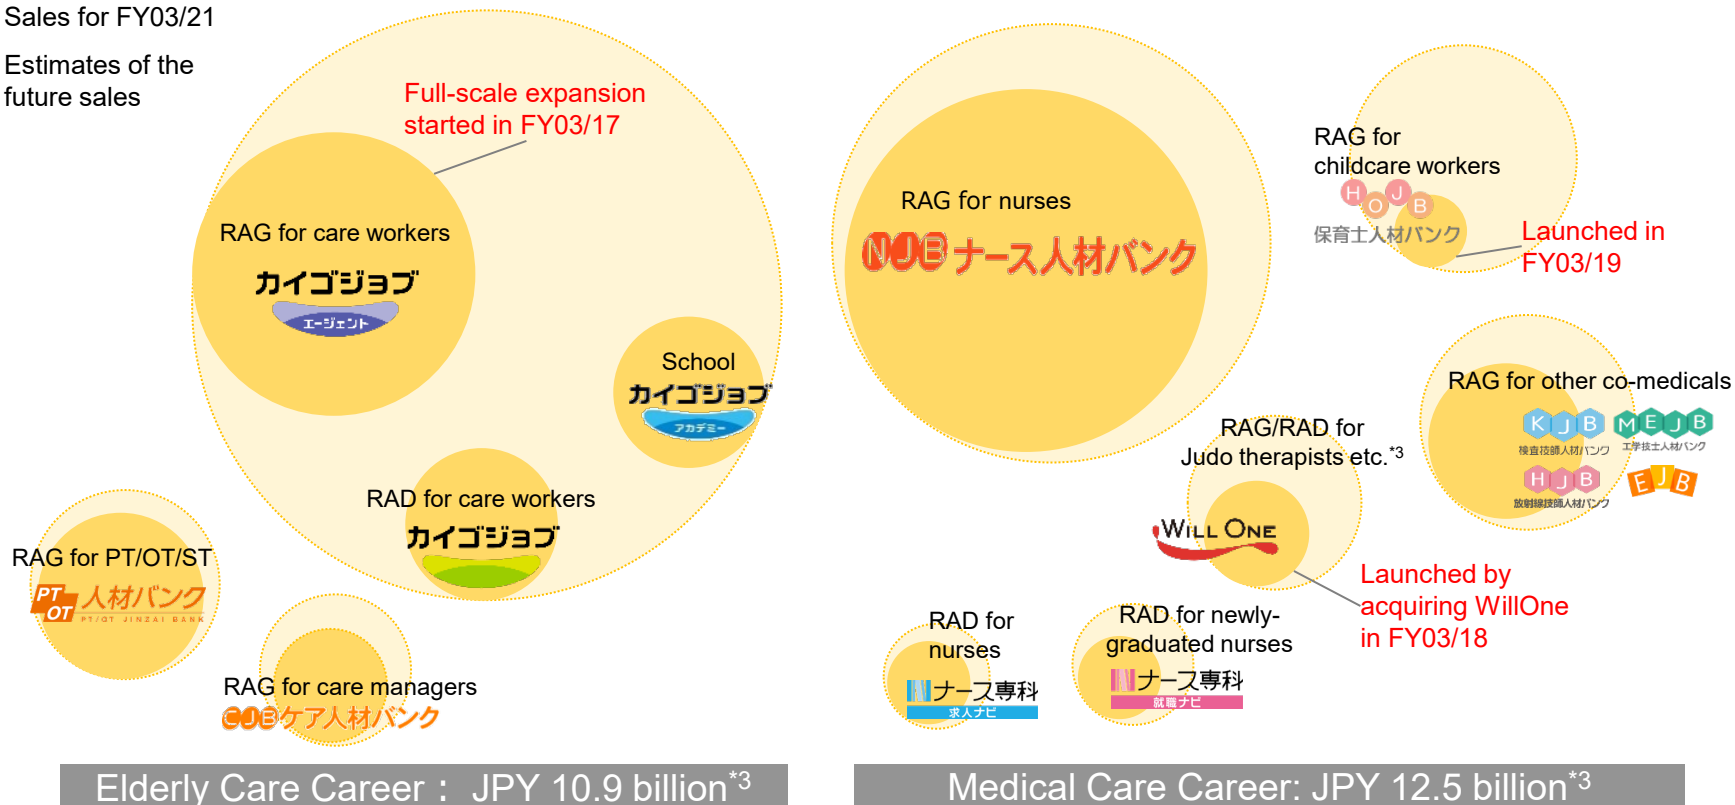 Sales for FY03/21
Estimates of the
future sales
Full-scale expansion
started in FY03/17
RAG for care workers
カイゴジョブ
エージェント
School
カイゴジョブ
アカデミー
RAD for care workers
カイゴジョブ
RAG for PT/OT/ST
PT
OT
人材バンク
PT/OT JINZAI BANK
RAG for care managers
CJB ケア人材バンク
Elderly Care Career : JPY 10.9 billion*3
RAG for nurses
NJB ナース人材バンク
RAG for
childcare workers
HOJB
保育士人材バンク
Launched in
FY03/19
RAG for other co-medicals
KJB
検査技師人材バンク
MEJB
工学技士人材バンク
HJB
放射線技師人材バンク
EJB
RAG/RAD for
Judo therapists etc.*3
WILL ONE
Launched by
acquiring WillOne
in FY03/18
RAD for
nurses
ナース専科
求人ナビ
RAD for newly-
graduated nurses
ナース専科
就職ナビ
Medical Care Career: JPY 12.5 billion*3